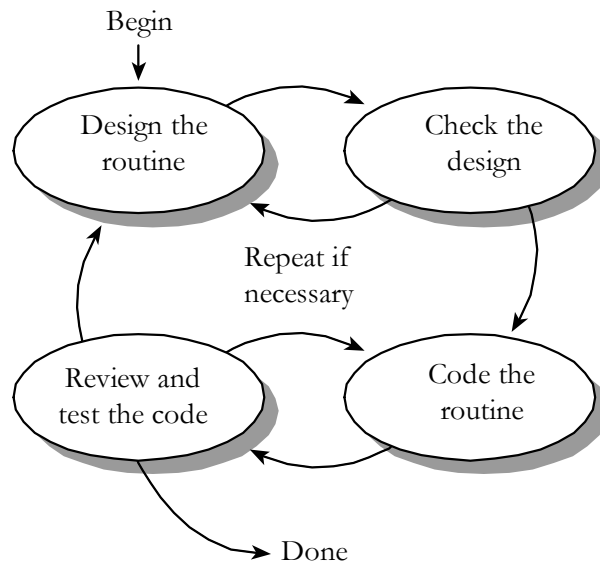 Begin
Design the
routine
Check the
design
Repeat if
necessary
Review and
test the code
Code the
routine
Done